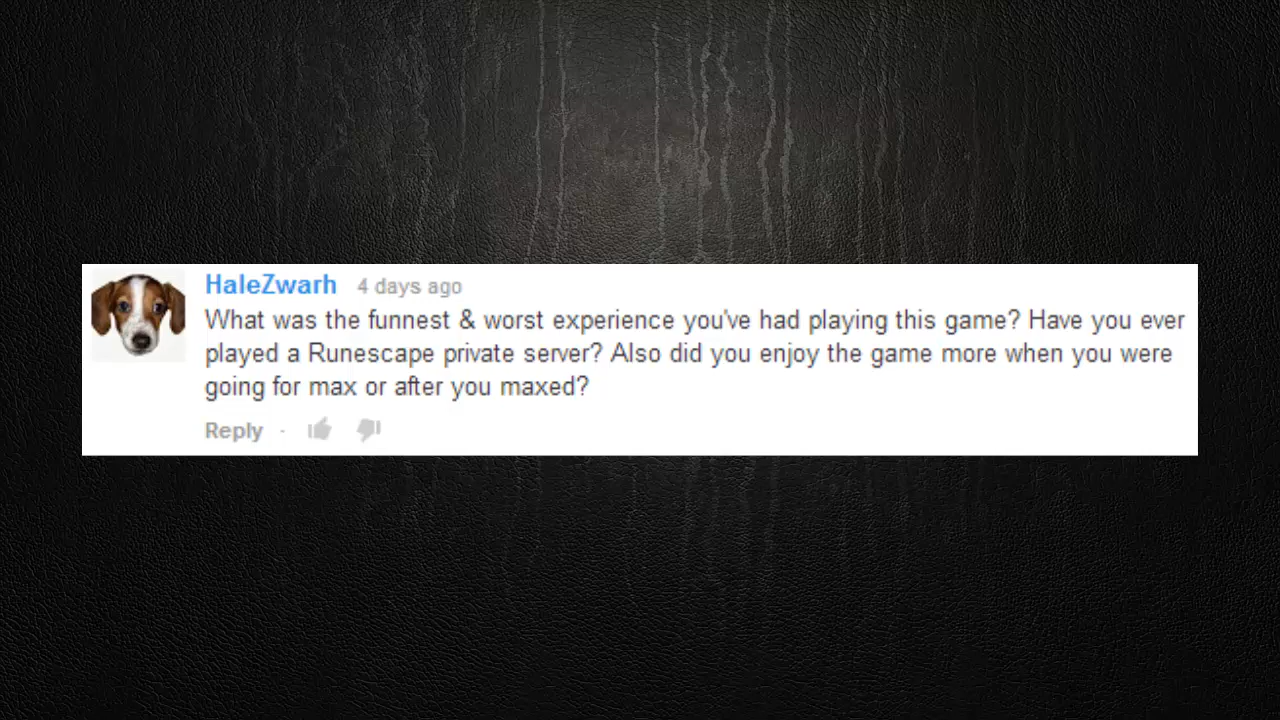 HaleZwarh 4 days ago
What was the funnest & worst experience you've had playing this game? Have you ever
played a Runescape private server? Also did you enjoy the game more when you were
going for max or after you maxed?
Reply ·